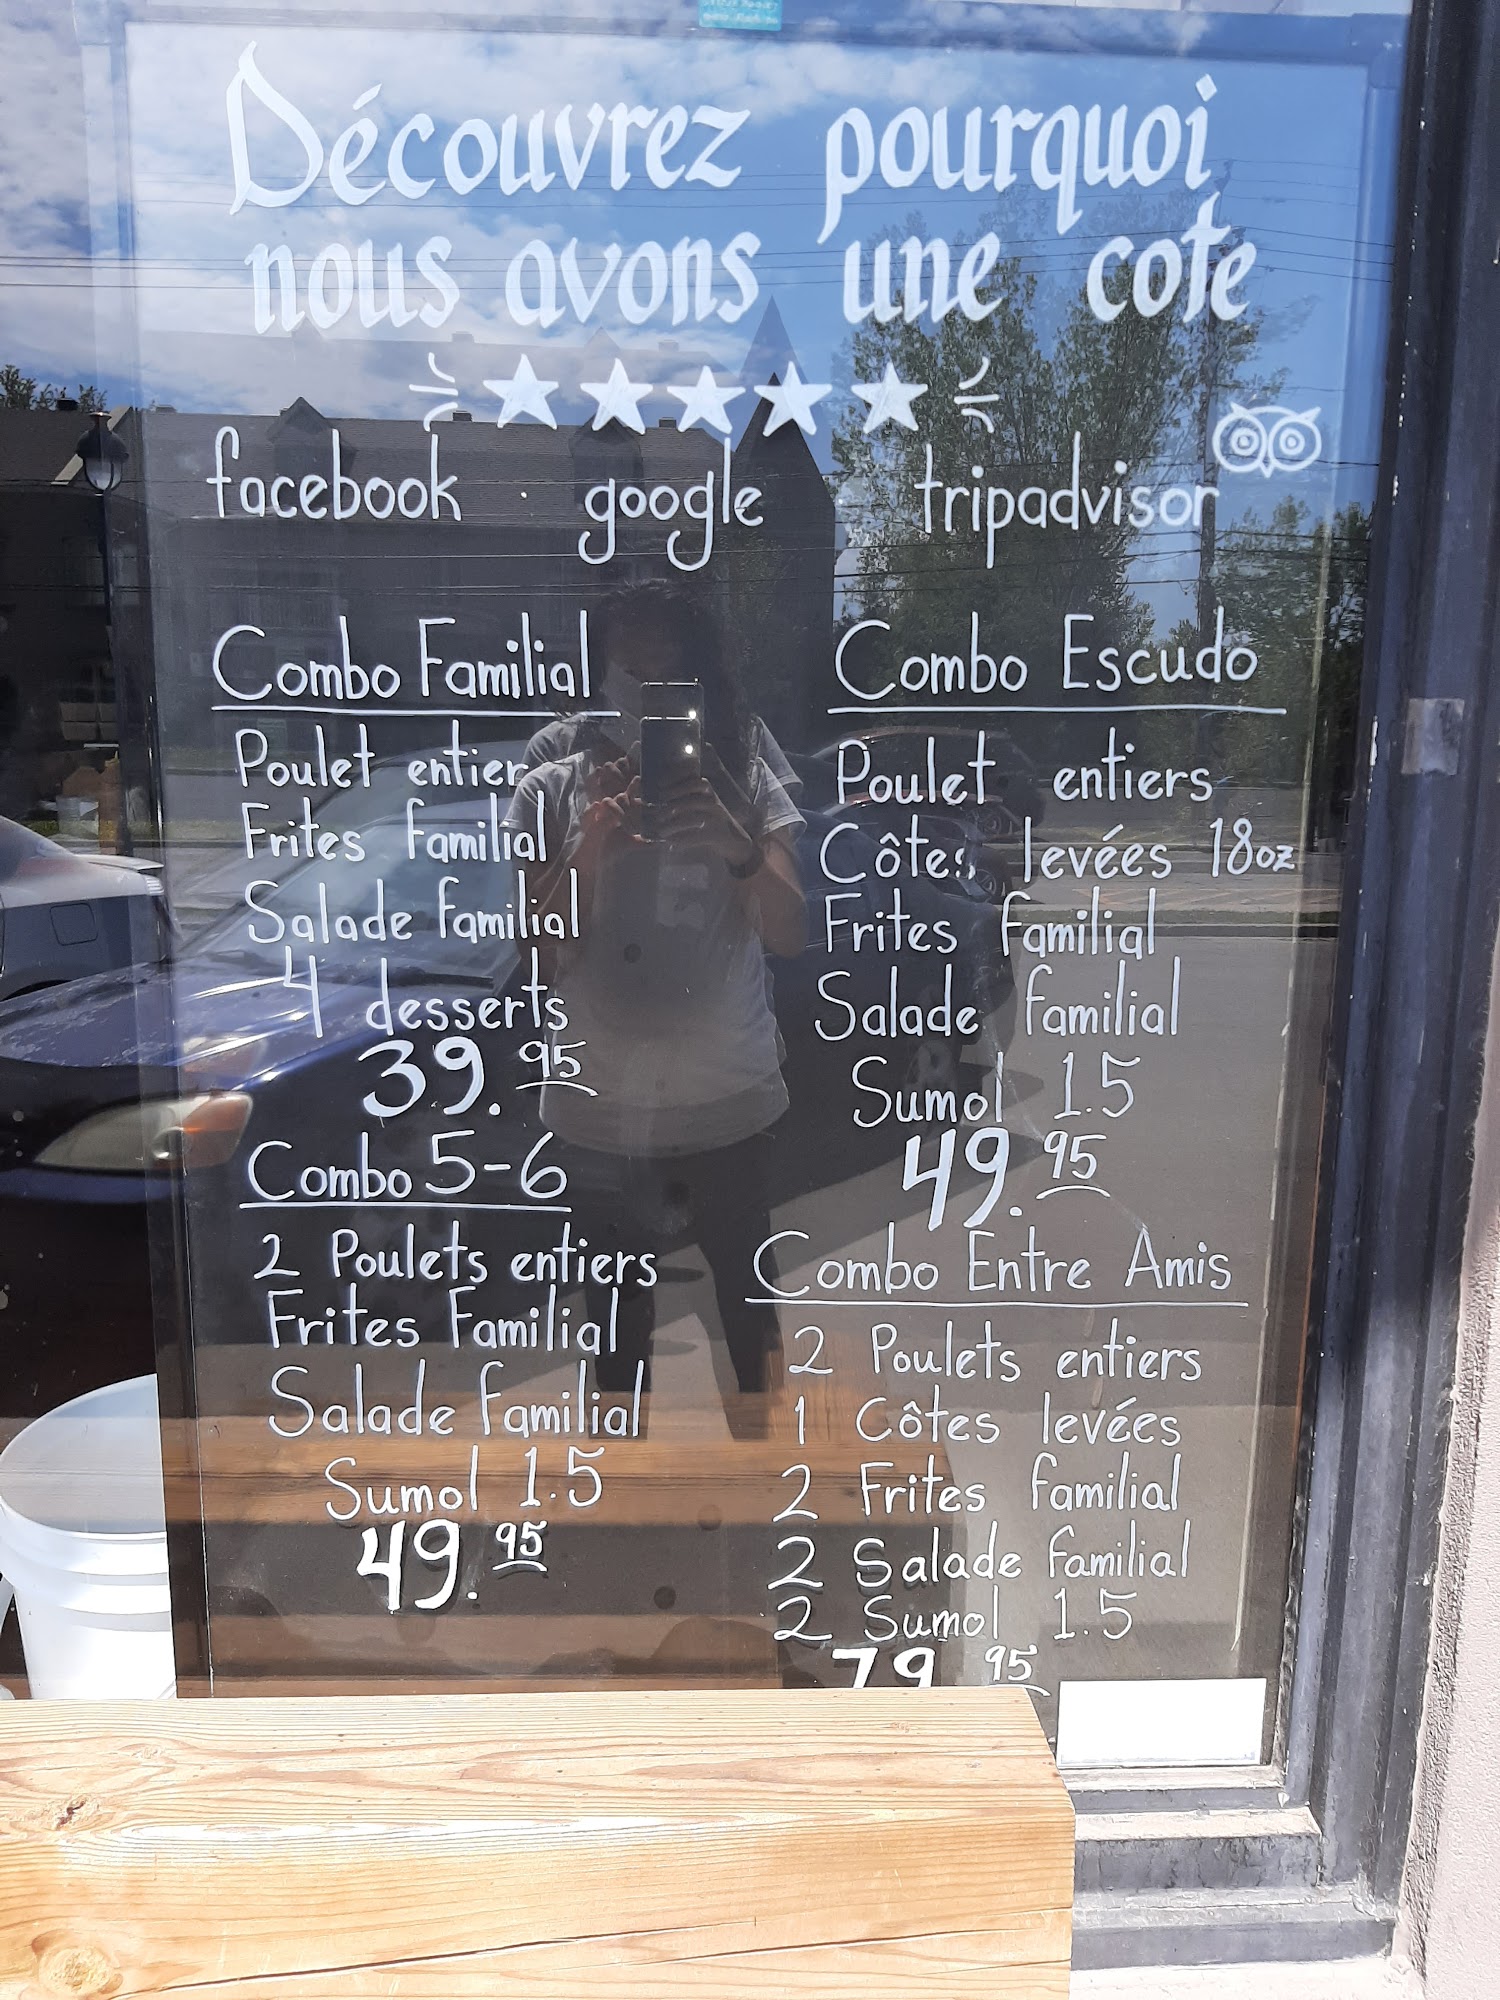 Découvrez pourquoi
nous avons une cote
facebook · google tripadvisor
Combo Familial
Poulet entier
Frites familial
Salade familial
4 desserts
39.95
Combo 5-6
2 Poulets entiers
Frites Familial
Salade familial
Sumol 1.5
49.95
Combo Escudo
Poulet entiers
Côtes levées 18oz
Frites familial
Salade familial
Sumol 1.5
49.95
Combo Entre Amis
2 Poulets entiers
1 Côtes levées
2 Frites familial
2 Salade familial
2 Sumol 1.5
79.95